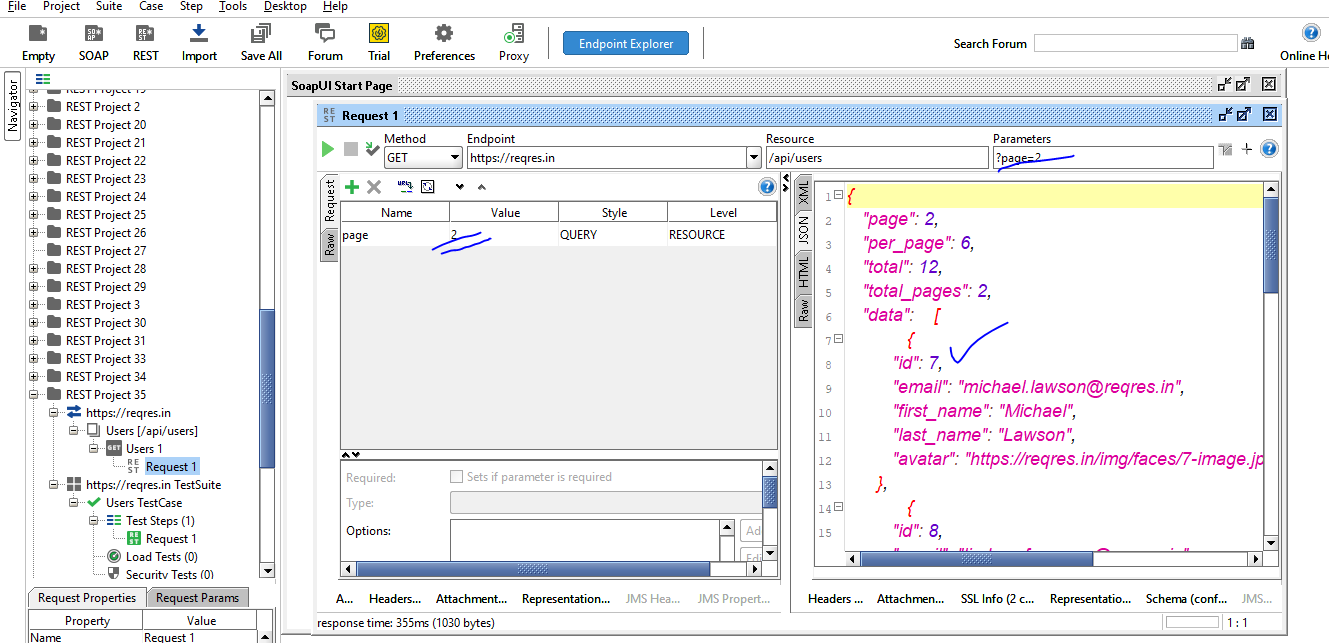 File Project Suite Case Step Tools Desktop Help
Empty SOAP REST Import Save All Forum Trial Preferences Proxy Endpoint Explorer Search Forum Online
Navigator
REST Project 2
REST Project 20
REST Project 21
REST Project 22
REST Project 23
REST Project 24
REST Project 25
REST Project 26
REST Project 27
REST Project 28
REST Project 29
REST Project 3
REST Project 30
REST Project 31
REST Project 33
REST Project 34
REST Project 35
https://reqres.in
Users [/api/users]
GET Users 1
REST Request 1
https://reqres.in TestSuite
Users TestCase
Test Steps (1)
REST Request 1
Load Tests (0)
Security Tests (0)
Request Properties Request Params
Property Value
Name Request 1
SoapUI Start Page
REST Request 1
Method Endpoint Resource Parameters
GET https://reqres.in /api/users ?page=2
Request
Raw
Name Value Style Level
page 2 QUERY RESOURCE
Required: Sets if parameter is required
Type:
Options:
A... Headers... Attachment... Representation... JMS Hea... JMS Propert...
XML
JSON
HTML
Raw
1 {
2 "page": 2,
3 "per_page": 6,
4 "total": 12,
5 "total_pages": 2,
6 "data": [
7 {
8 "id": 7,
9 "email": "michael.lawson@reqres.in",
10 "first_name": "Michael",
11 "last_name": "Lawson",
12 "avatar": "https://reqres.in/img/faces/7-image.jp
13 },
14 {
15 "id": 8,
Headers ... Attachmen... SSL Info (2 c... Representatio... Schema (conf... JMS...
response time: 355ms (1030 bytes) 1 : 1